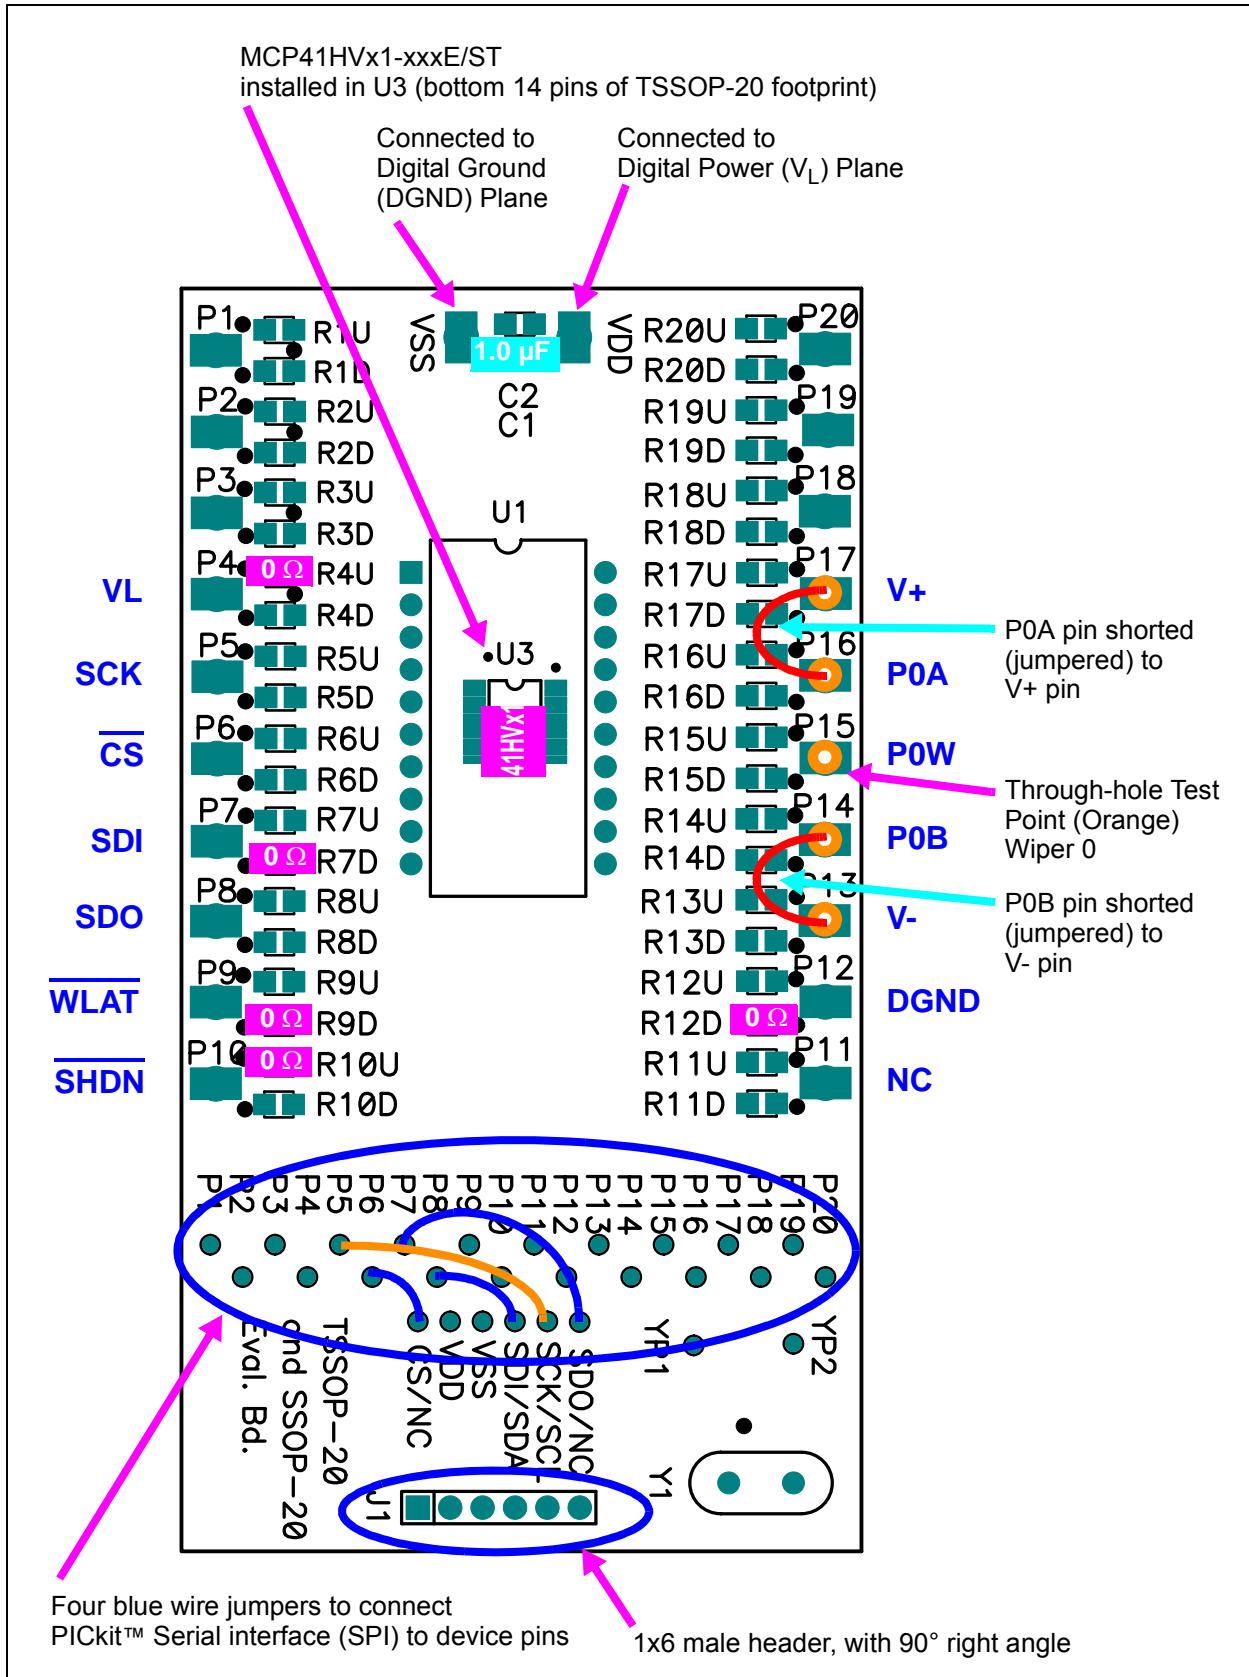 MCP41HVx1-xxxE/ST
installed in U3 (bottom 14 pins of TSSOP-20 footprint)
Connected to
Digital Ground
(DGND) Plane
Connected to
Digital Power (VL) Plane
VSS
1.0 µF
VDD
C2
C1
P1
R1U
R1D
P2
R2U
R2D
P3
R3U
R3D
VL
P4
0 Ω
R4U
R4D
SCK
P5
R5U
R5D
CS
P6
R6U
R6D
SDI
P7
R7U
0 Ω
R7D
SDO
P8
R8U
R8D
WLAT
P9
R9U
0 Ω
R9D
SHDN
P10
0 Ω
R10U
R10D
U1
U3
41HVx1
R20U
P20
R20D
R19U
P19
R19D
R18U
P18
R18D
R17U
P17
V+
R17D
P0A pin shorted
(jumpered) to
V+ pin
R16U
P16
P0A
R16D
R15U
P15
P0W
R15D
Through-hole Test
Point (Orange)
Wiper 0
R14U
P14
P0B
R14D
P0B pin shorted
(jumpered) to
V- pin
R13U
P13
V-
R13D
R12U
P12
DGND
R12D
0 Ω
R11U
P11
NC
R11D
P1
P2
P3
P4
P5
P6
P7
P8
P9
P10
P11
P12
P13
P14
P15
P16
P17
P18
P19
P20
TSSOP-20
and SSOP-20
Eval. Bd.
CS/NC
VDD
VSS
SDI/SDA
SCK/SCL
SDO/NC
YP1
YP2
J1
Y1
Four blue wire jumpers to connect
PICkit™ Serial interface (SPI) to device pins
1x6 male header, with 90° right angle